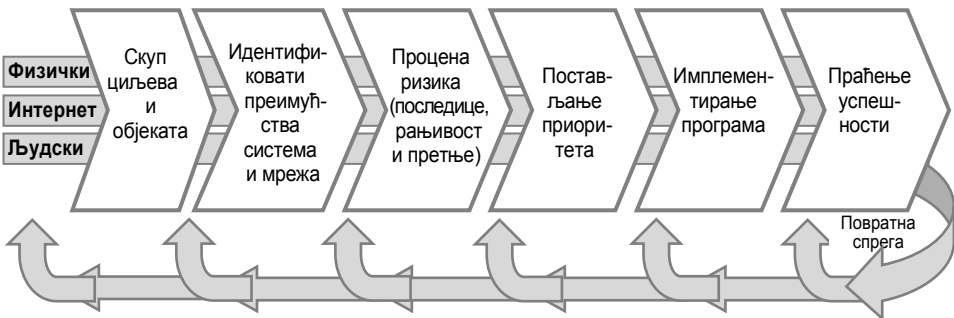 Физички
Интернет
Људски
Скуп
циљева
и
објеката
Идентифи-
ковати
преимућ-
ства
система
и мрежа
Процена
ризика
(последице,
рањивост
и претње)
Постав-
љање
приори-
тета
Имплемен-
тирање
програма
Праћење
успеш-
ности
Повратна
спрега